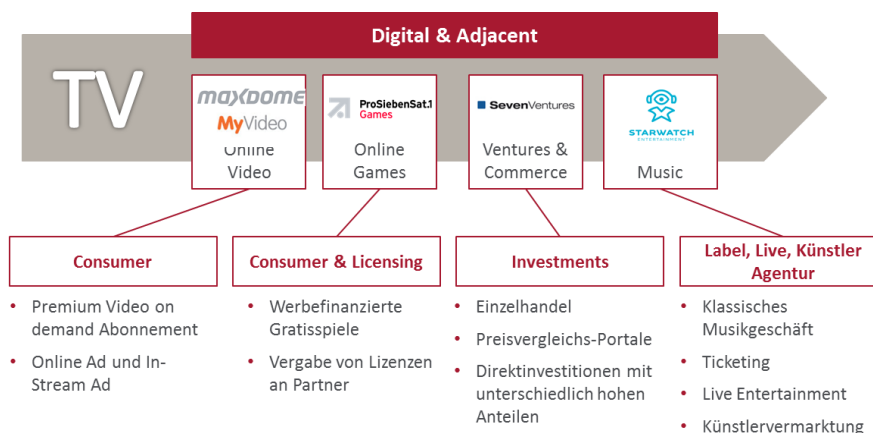 Digital & Adjacent
TV
maxdome
MyVideo
Online
Video
ProSiebenSat.1
Games
Online
Games
SevenVentures
Ventures &
Commerce
STARWATCH
ENTERTAINMENT
Music
Consumer
Consumer & Licensing
Investments
Label, Live, Künstler
Agentur
• Premium Video on
demand Abonnement
• Online Ad und In-
Stream Ad
• Werbefinanzierte
Gratisspiele
• Vergabe von Lizenzen
an Partner
• Einzelhandel
• Preisvergleichs-Portale
• Direktinvestitionen mit
unterschiedlich hohen
Anteilen
• Klassisches
Musikgeschäft
• Ticketing
• Live Entertainment
• Künstlervermarktung